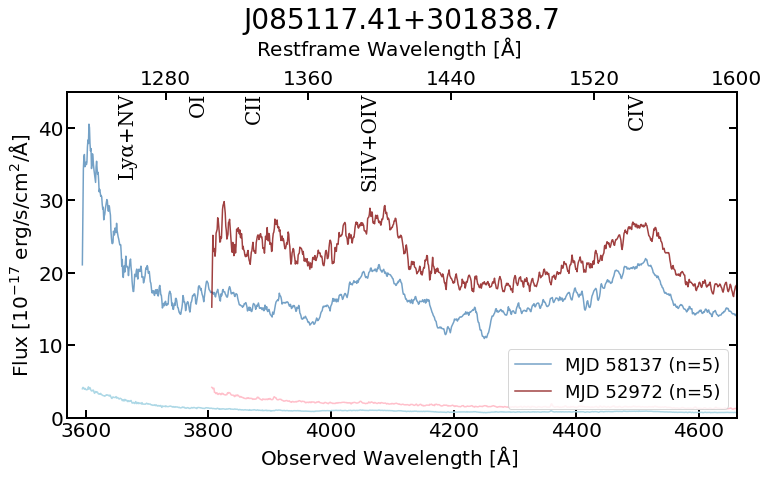 J085117.41+301838.7
Restframe Wavelength [Å]
1280 1360 1440 1520 1600
Lyα+NV OI CII SiIV+OIV CIV
Flux [10⁻¹⁷ erg/s/cm²/Å]
40
30
20
10
0
MJD 58137 (n=5)
MJD 52972 (n=5)
3600 3800 4000 4200 4400 4600
Observed Wavelength [Å]